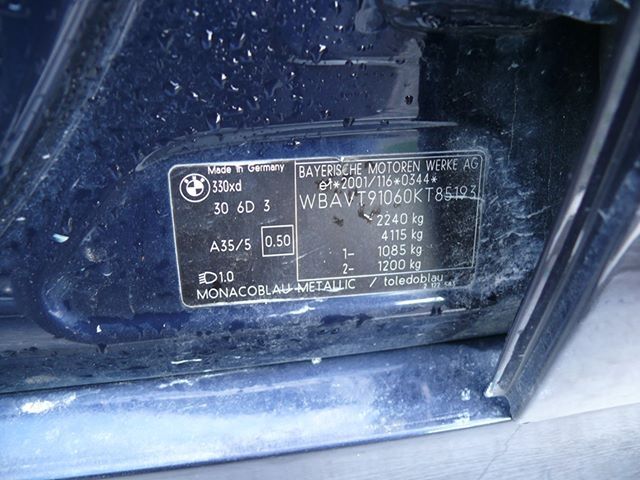 BMW
Made in Germany
330xd
30 6D 3
A35/5 0.50
1.0
BAYERISCHE MOTOREN WERKE AG
e1*2001/116*0344*
WBAVT91060KT85193
2240 kg
4115 kg
1- 1085 kg
2- 1200 kg
MONACOBLAU METALLIC / toledoblau